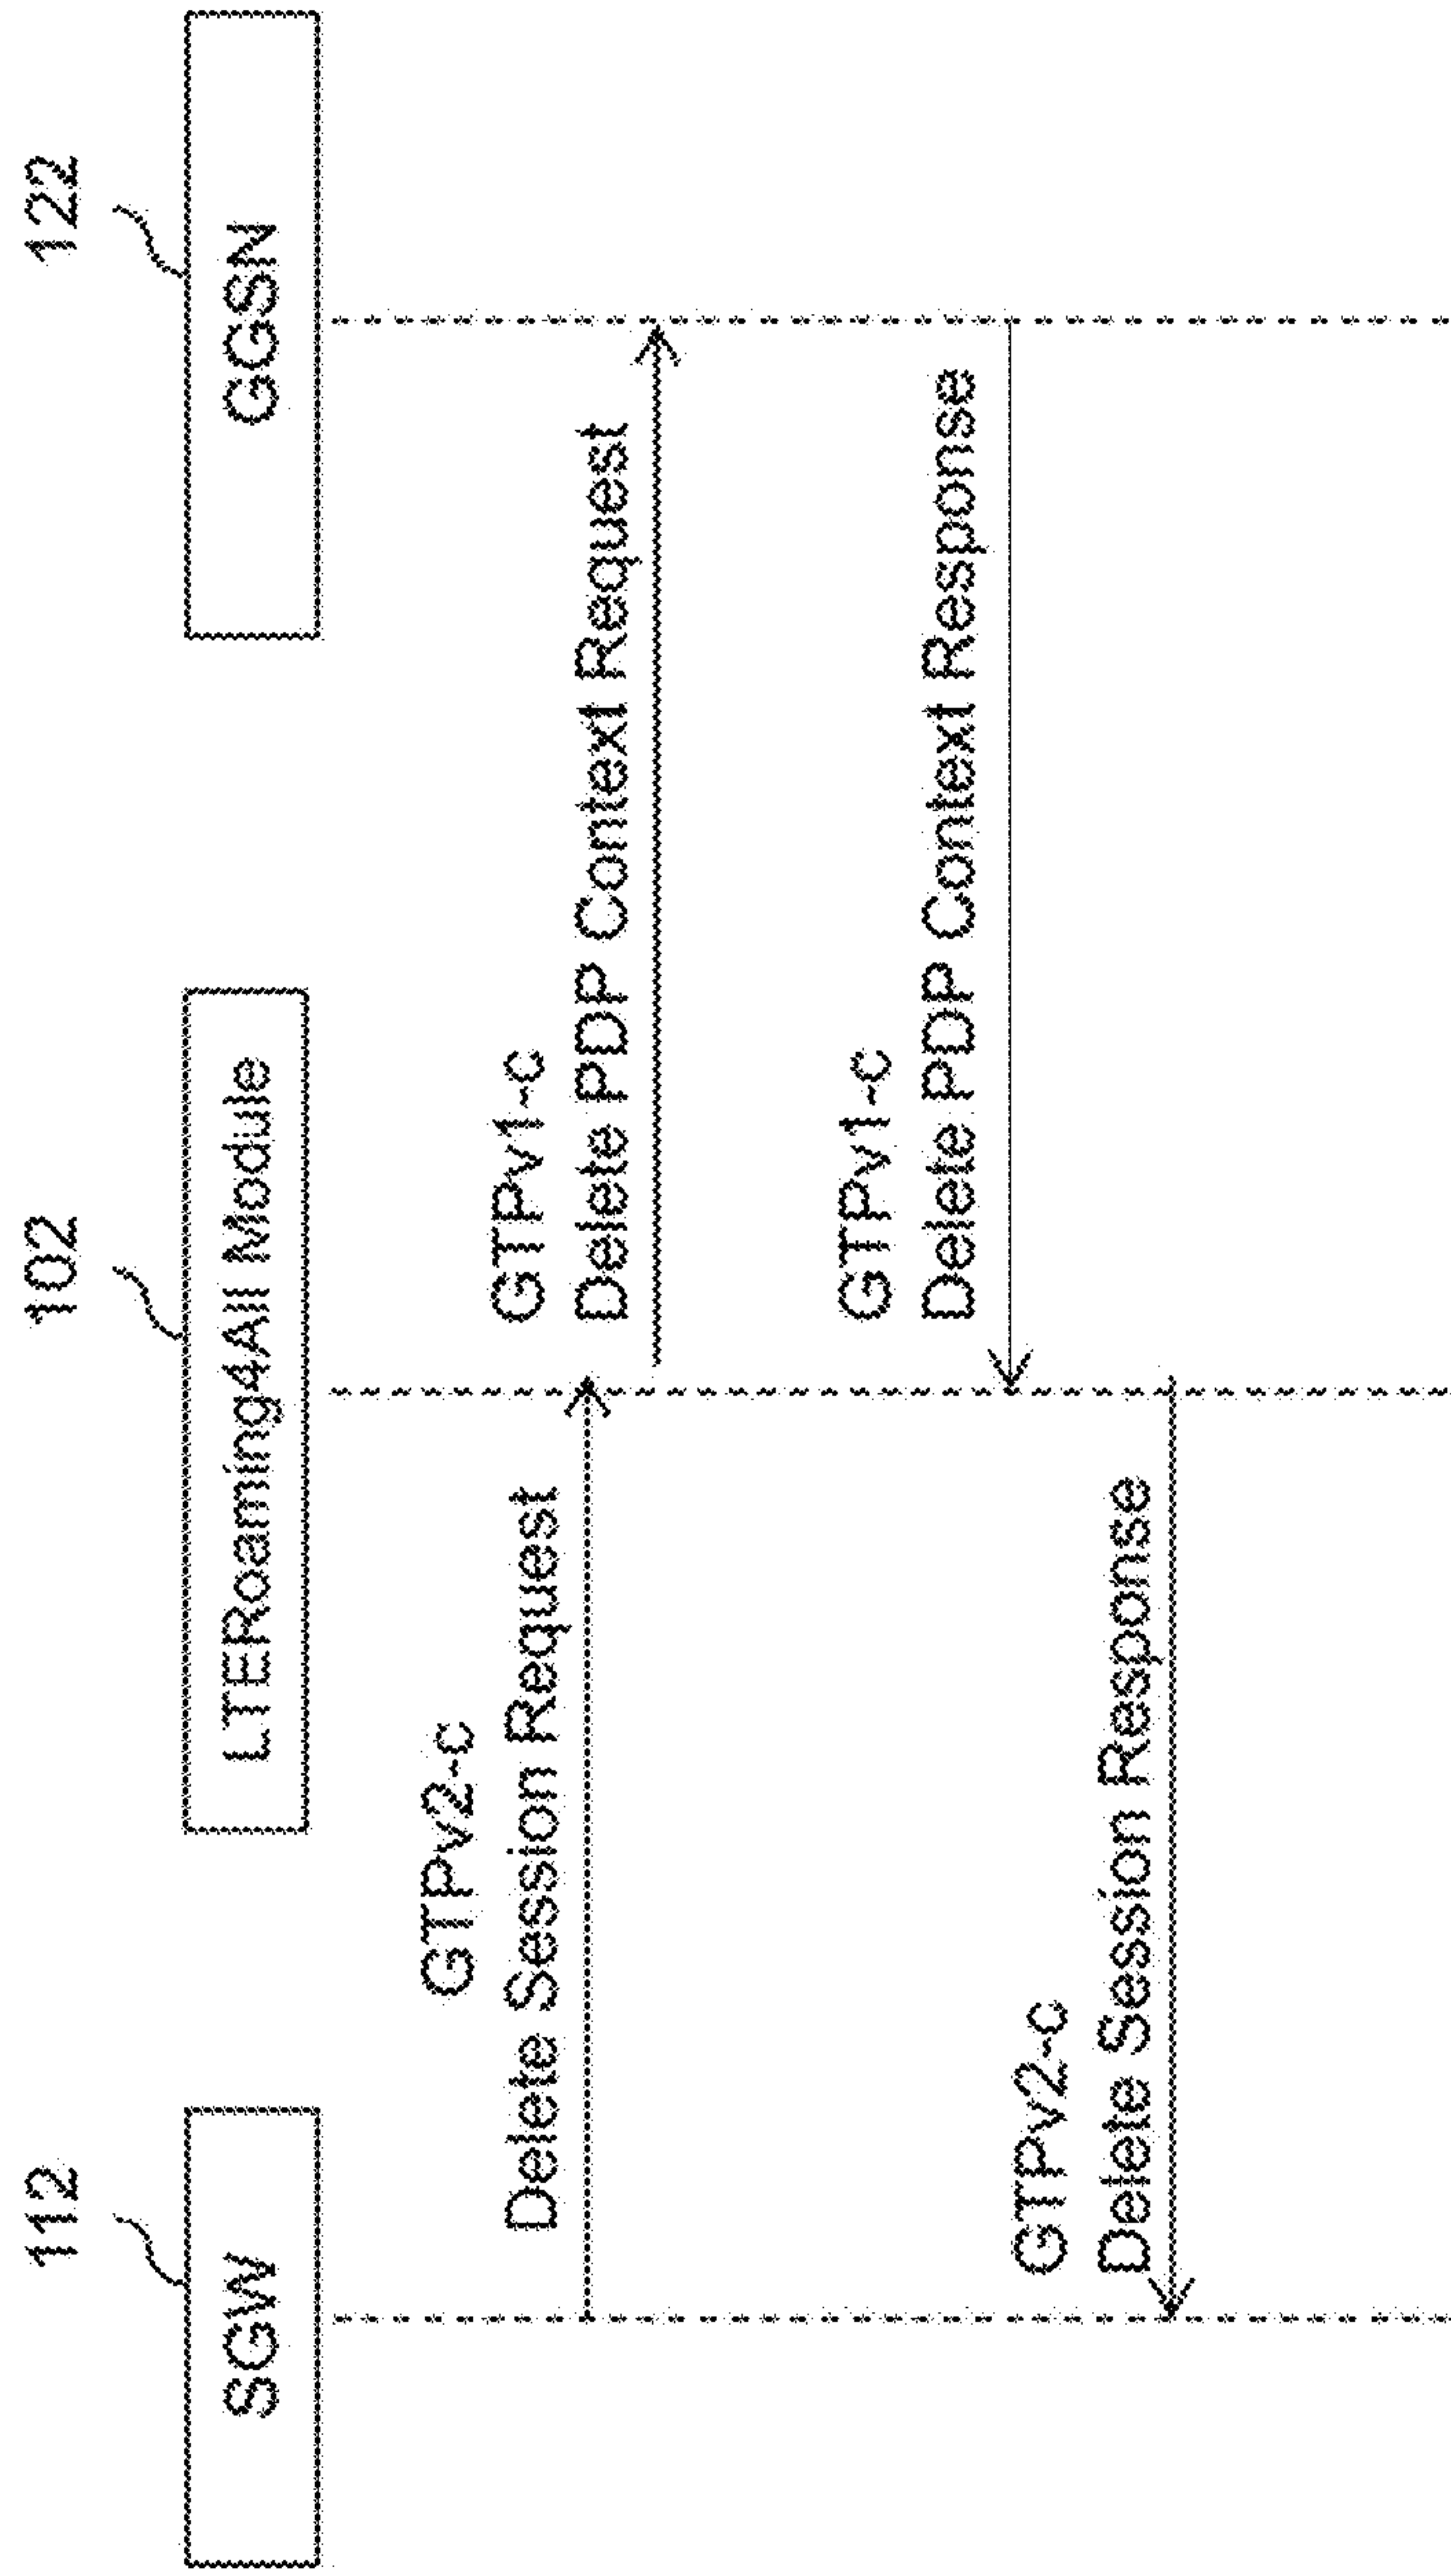 112
102
122
SGW
LTERoaming4All Module
GGSN
GTPv2-c
Delete Session Request
GTPv1-c
Delete PDP Context Request
GTPv1-c
Delete PDP Context Response
GTPv2-c
Delete Session Response